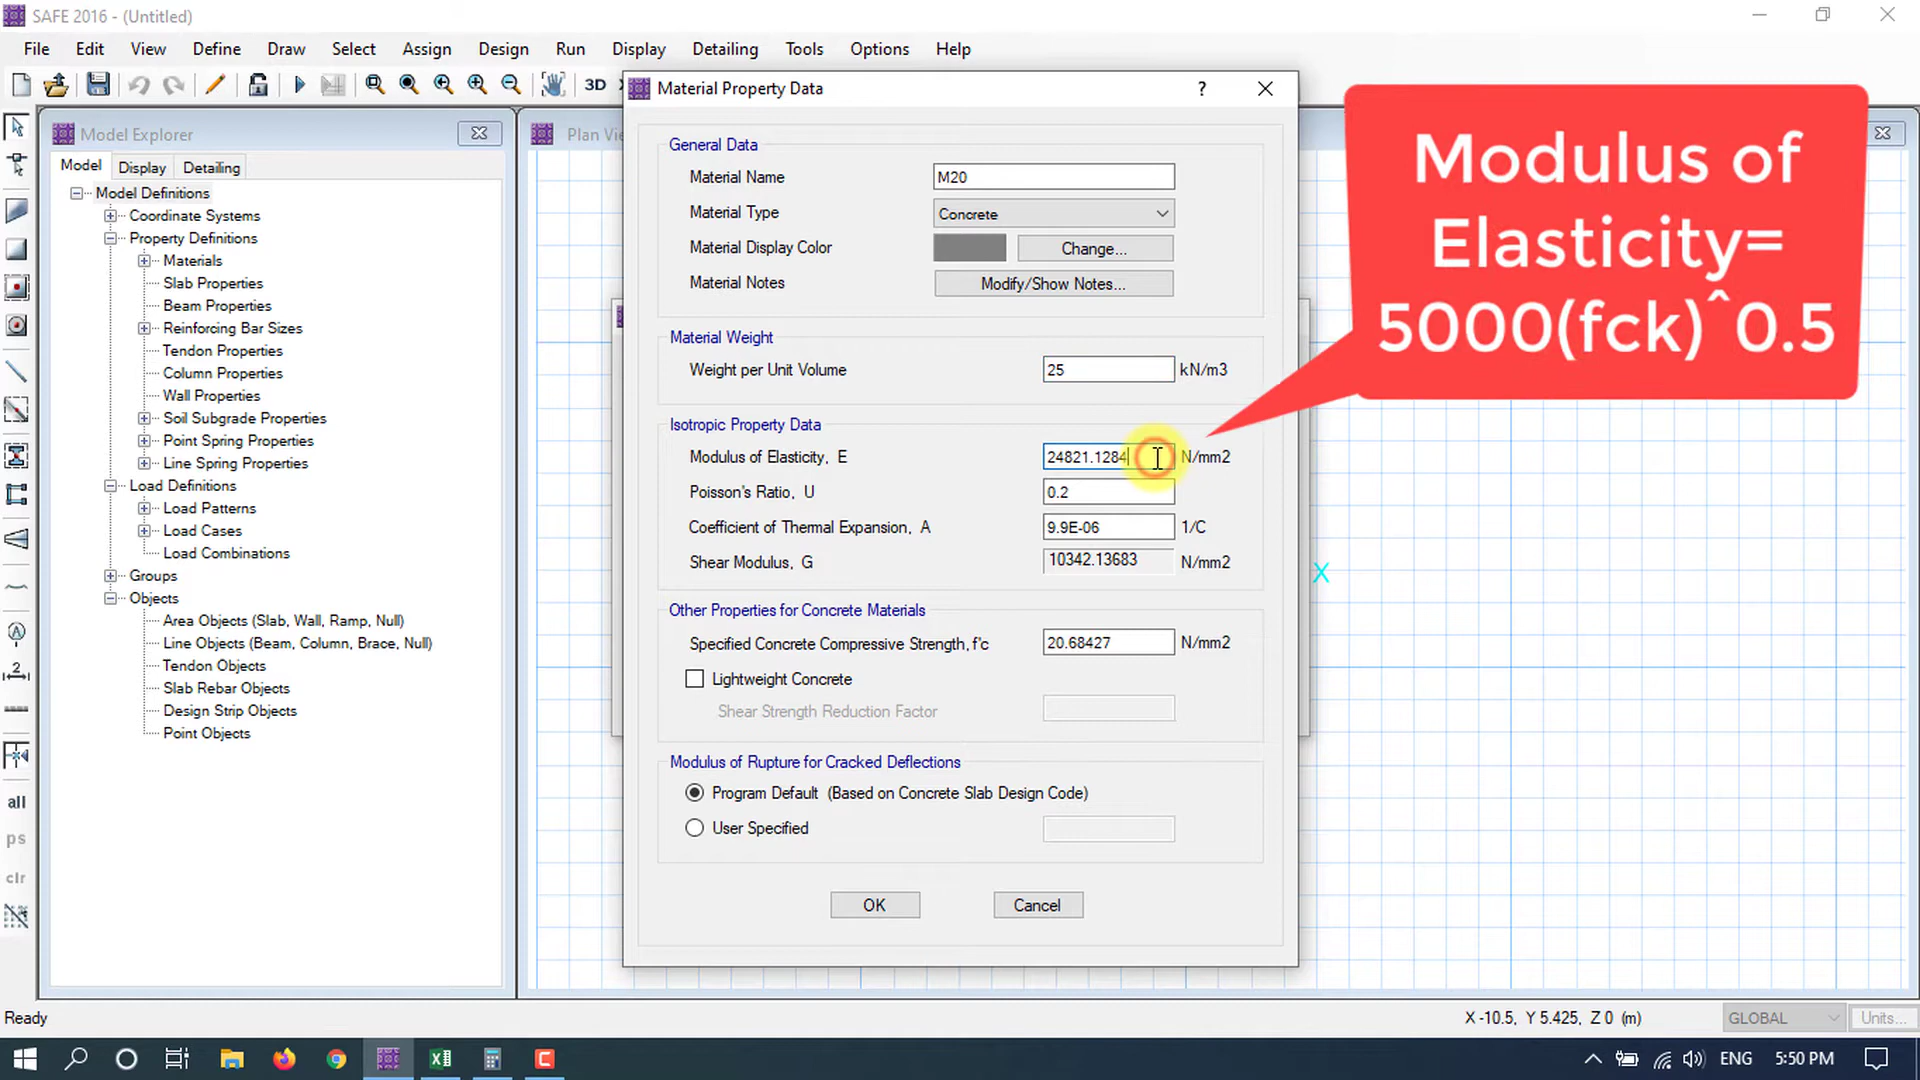 SAFE 2016 - (Untitled)
File Edit View Define Draw Select Assign Design Run Display Detailing Tools Options Help
3D
Model Explorer
Model Display Detailing
Model Definitions
Coordinate Systems
Property Definitions
Materials
Slab Properties
Beam Properties
Reinforcing Bar Sizes
Tendon Properties
Column Properties
Wall Properties
Soil Subgrade Properties
Point Spring Properties
Line Spring Properties
Load Definitions
Load Patterns
Load Cases
Load Combinations
Groups
Objects
Area Objects (Slab, Wall, Ramp, Null)
Line Objects (Beam, Column, Brace, Null)
Tendon Objects
Slab Rebar Objects
Design Strip Objects
Point Objects
all
ps
clr
Plan Vie
Material Property Data ?
General Data
Material Name M20
Material Type Concrete
Material Display Color Change...
Material Notes Modify/Show Notes...
Material Weight
Weight per Unit Volume 25 kN/m3
Isotropic Property Data
Modulus of Elasticity, E 24821.1284 N/mm2
Poisson's Ratio, U 0.2
Coefficient of Thermal Expansion, A 9.9E-06 1/C
Shear Modulus, G 10342.13683 N/mm2
Other Properties for Concrete Materials
Specified Concrete Compressive Strength, f'c 20.68427 N/mm2
Lightweight Concrete
Shear Strength Reduction Factor
Modulus of Rupture for Cracked Deflections
Program Default (Based on Concrete Slab Design Code)
User Specified
OK Cancel
Modulus of
Elasticity=
5000(fck)^0.5
X
Ready X -10.5, Y 5.425, Z 0 (m) GLOBAL Units...
ENG 5:50 PM